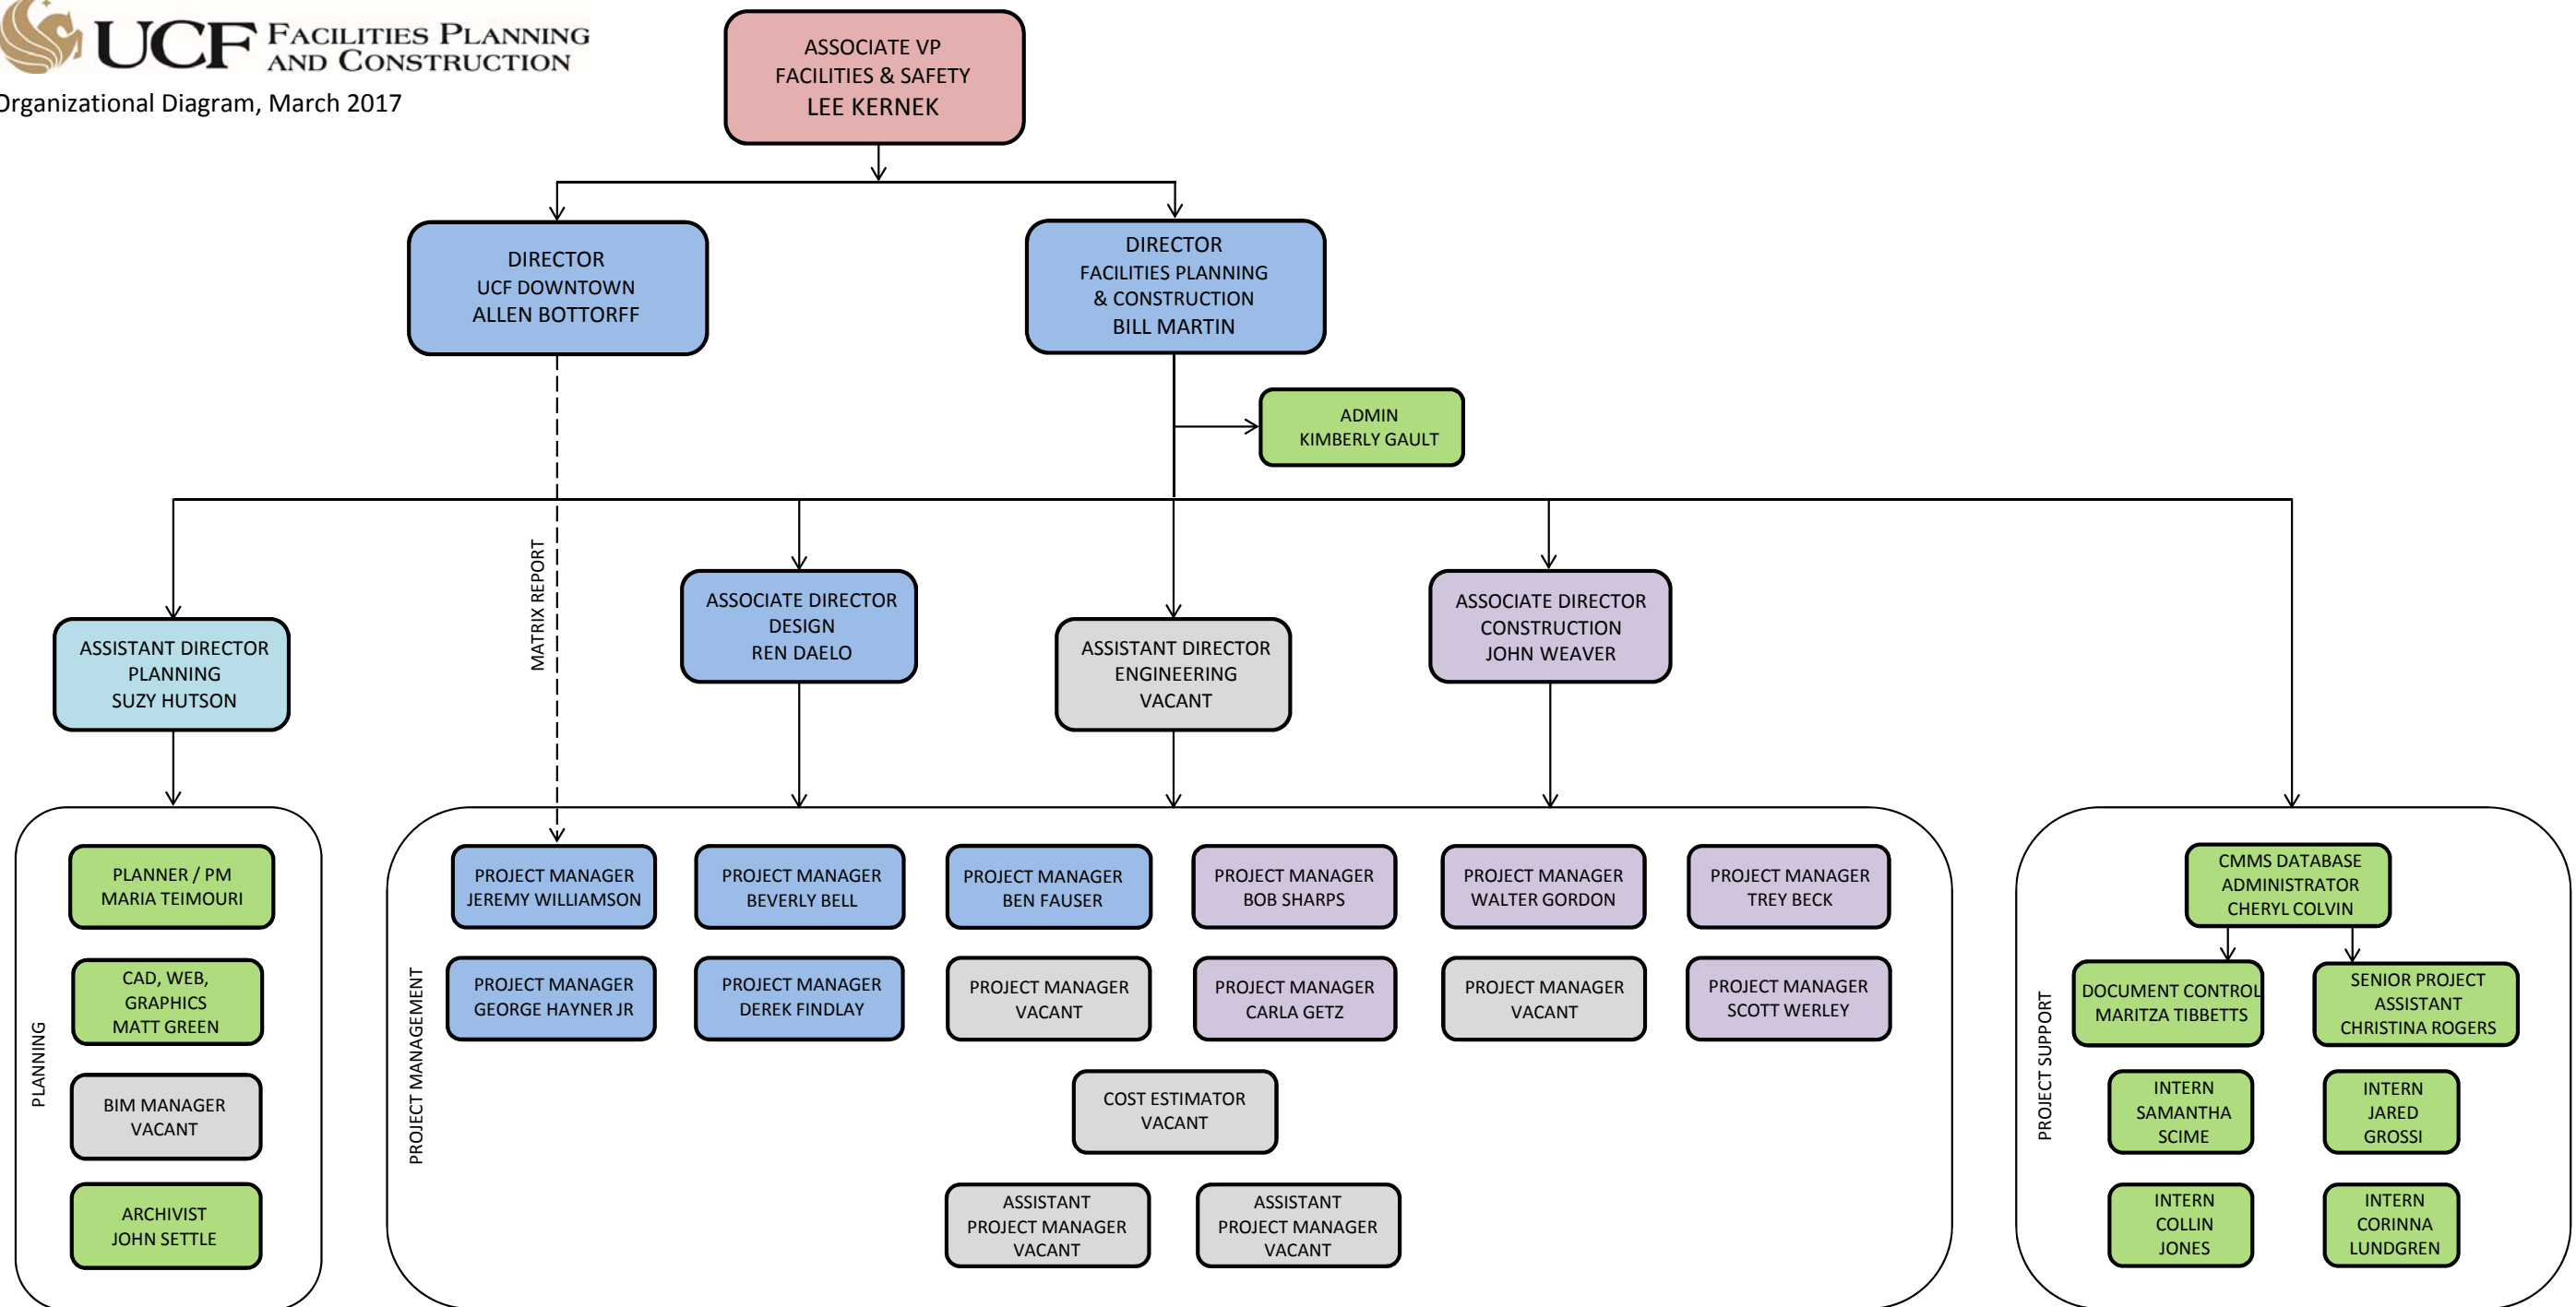 UCF FACILITIES PLANNING
AND CONSTRUCTION
Organizational Diagram, March 2017
ASSOCIATE VP
FACILITIES & SAFETY
LEE KERNEK
DIRECTOR
UCF DOWNTOWN
ALLEN BOTTORFF
DIRECTOR
FACILITIES PLANNING
& CONSTRUCTION
BILL MARTIN
ADMIN
KIMBERLY GAULT
MATRIX REPORT
ASSISTANT DIRECTOR
PLANNING
SUZY HUTSON
ASSOCIATE DIRECTOR
DESIGN
REN DAELO
ASSISTANT DIRECTOR
ENGINEERING
VACANT
ASSOCIATE DIRECTOR
CONSTRUCTION
JOHN WEAVER
PLANNING
PLANNER / PM
MARIA TEIMOURI
CAD, WEB,
GRAPHICS
MATT GREEN
BIM MANAGER
VACANT
ARCHIVIST
JOHN SETTLE
PROJECT MANAGEMENT
PROJECT MANAGER
JEREMY WILLIAMSON
PROJECT MANAGER
BEVERLY BELL
PROJECT MANAGER
BEN FAUSER
PROJECT MANAGER
BOB SHARPS
PROJECT MANAGER
WALTER GORDON
PROJECT MANAGER
TREY BECK
PROJECT MANAGER
GEORGE HAYNER JR
PROJECT MANAGER
DEREK FINDLAY
PROJECT MANAGER
VACANT
PROJECT MANAGER
CARLA GETZ
PROJECT MANAGER
VACANT
PROJECT MANAGER
SCOTT WERLEY
COST ESTIMATOR
VACANT
ASSISTANT
PROJECT MANAGER
VACANT
ASSISTANT
PROJECT MANAGER
VACANT
PROJECT SUPPORT
CMMS DATABASE
ADMINISTRATOR
CHERYL COLVIN
DOCUMENT CONTROL
MARITZA TIBBETTS
SENIOR PROJECT
ASSISTANT
CHRISTINA ROGERS
INTERN
SAMANTHA
SCIME
INTERN
JARED
GROSSI
INTERN
COLLIN
JONES
INTERN
CORINNA
LUNDGREN